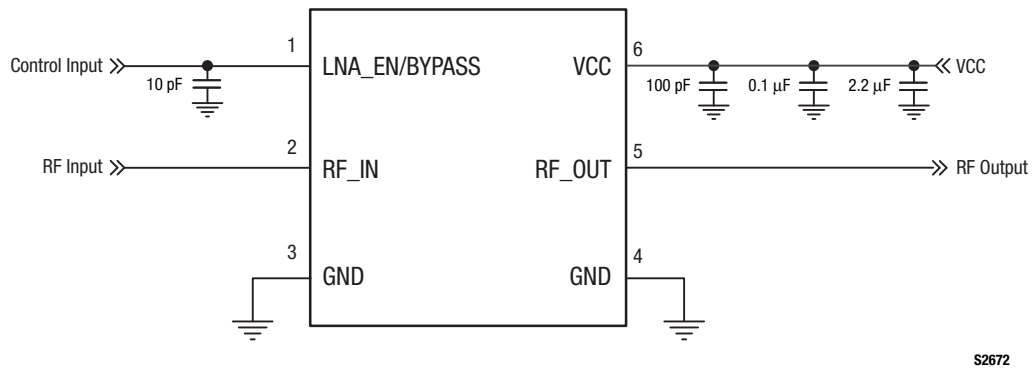 1
6
Control Input
LNA_EN/BYPASS
VCC
VCC
10 pF
100 pF
0.1 µF
2.2 µF
2
5
RF Input
RF_IN
RF_OUT
RF Output
3
4
GND
GND
S2672